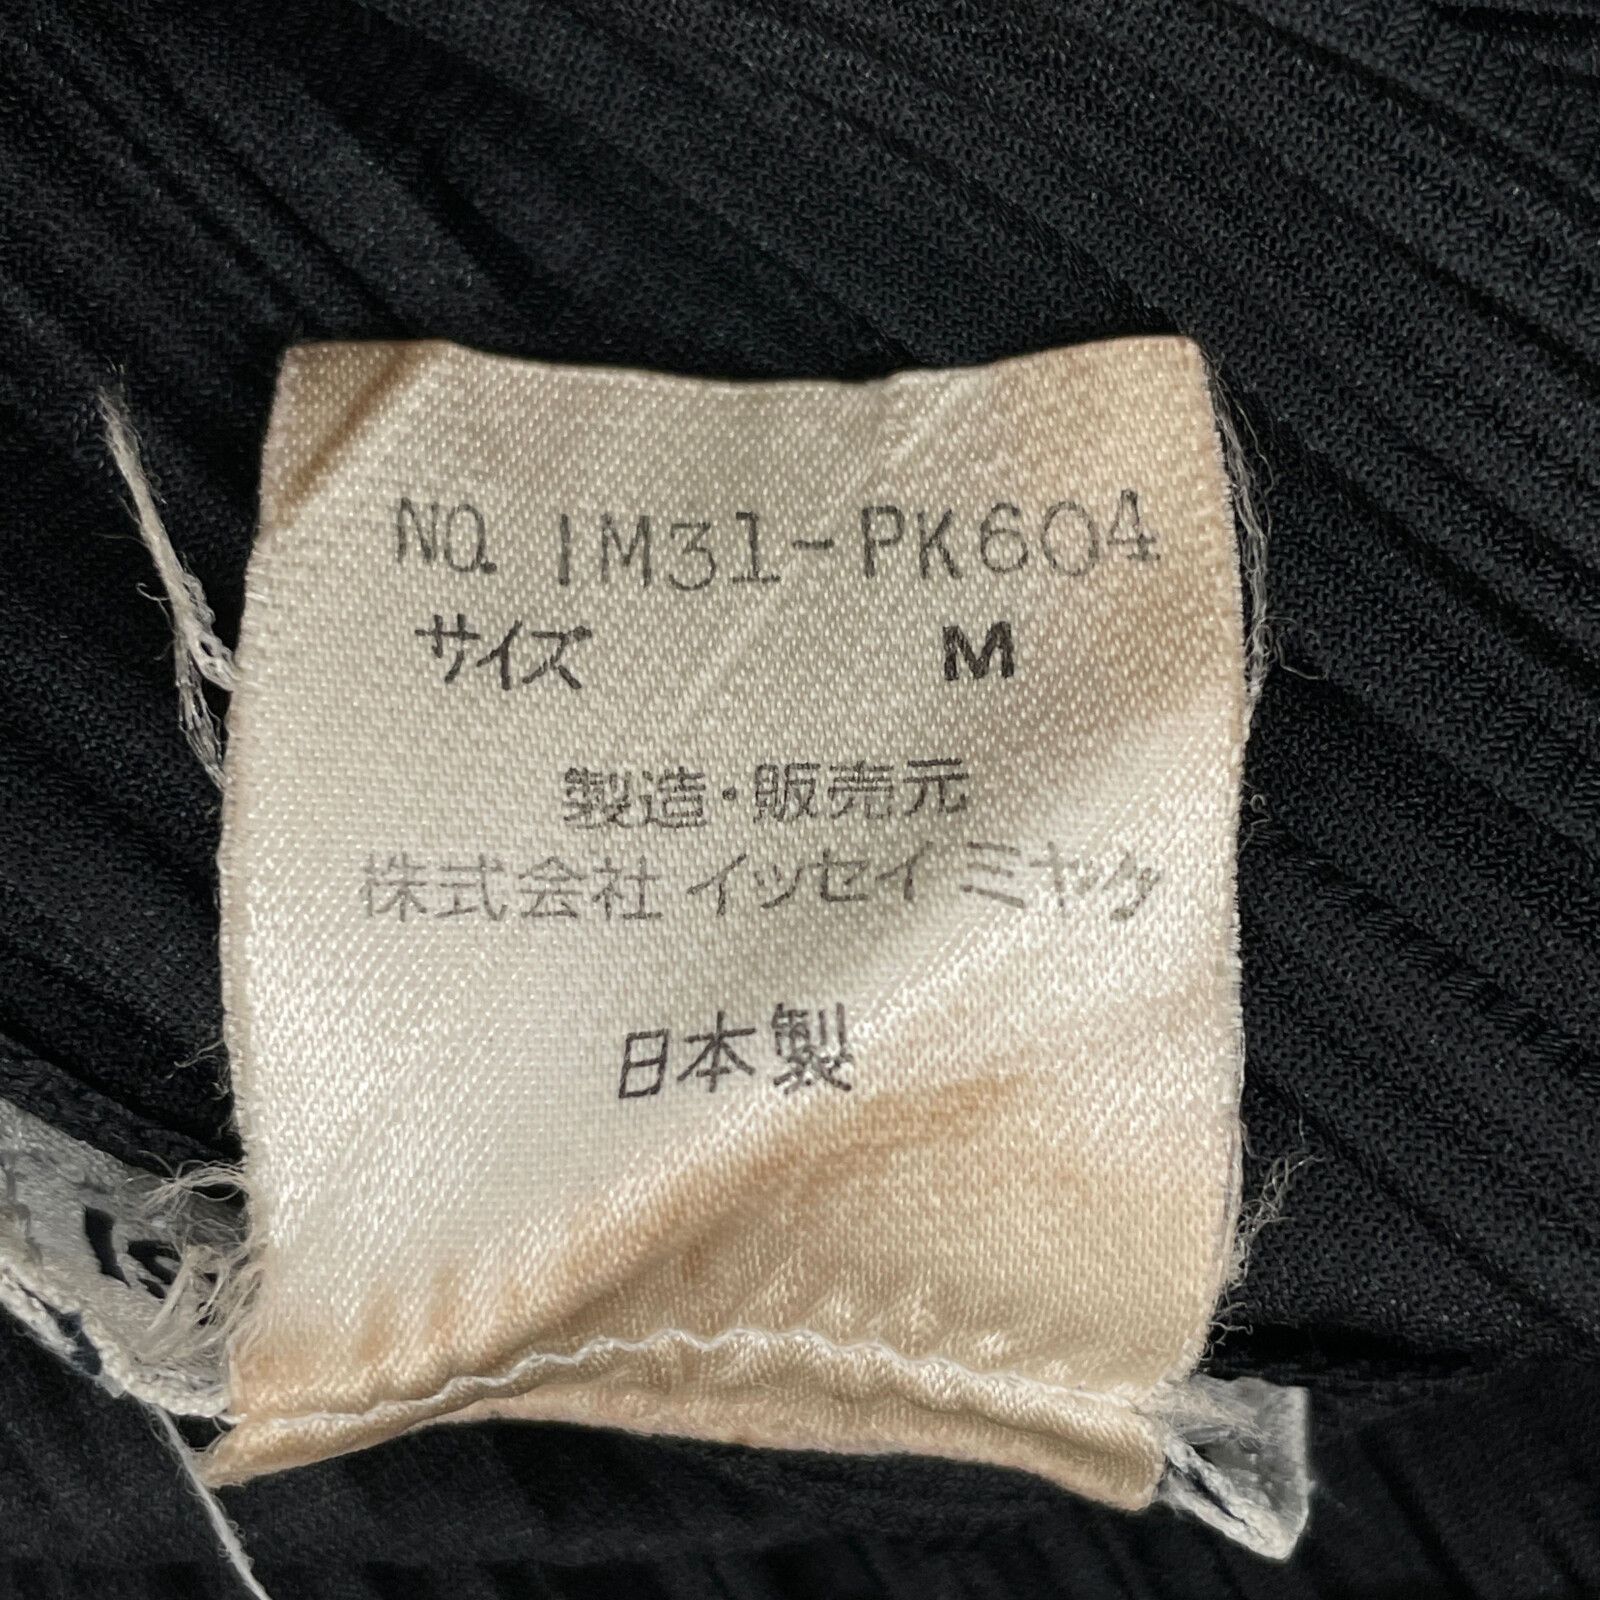 NO. IM31-PK604
サイズ M
製造・販売元
株式会社 イッセイ ミヤケ
日本製